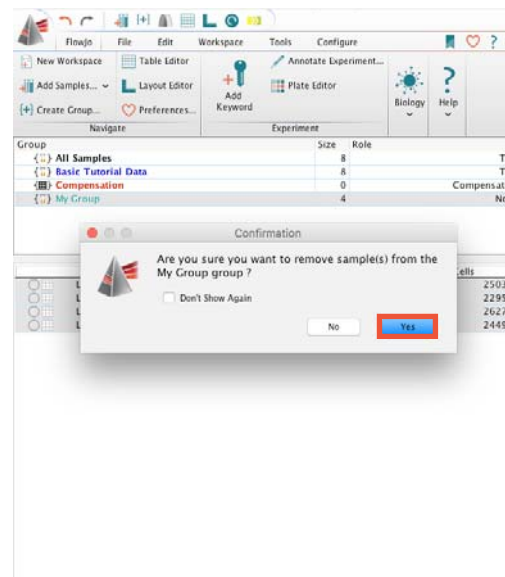 FlowJo File Edit Workspace Tools Configure
New Workspace Table Editor Annotate Experiment...
Add Samples... Layout Editor Add Keyword Plate Editor Biology Help
{+} Create Group... Preferences...
Navigate Experiment
Group Size Role
All Samples 8 T
Basic Tutorial Data 8 T
Compensation 0 Compensat
My Group 4 No
Confirmation
Are you sure you want to remove sample(s) from the
My Group group ?
Don't Show Again
No Yes
Cells
L 2503
L 2295
L 2627
L 2449